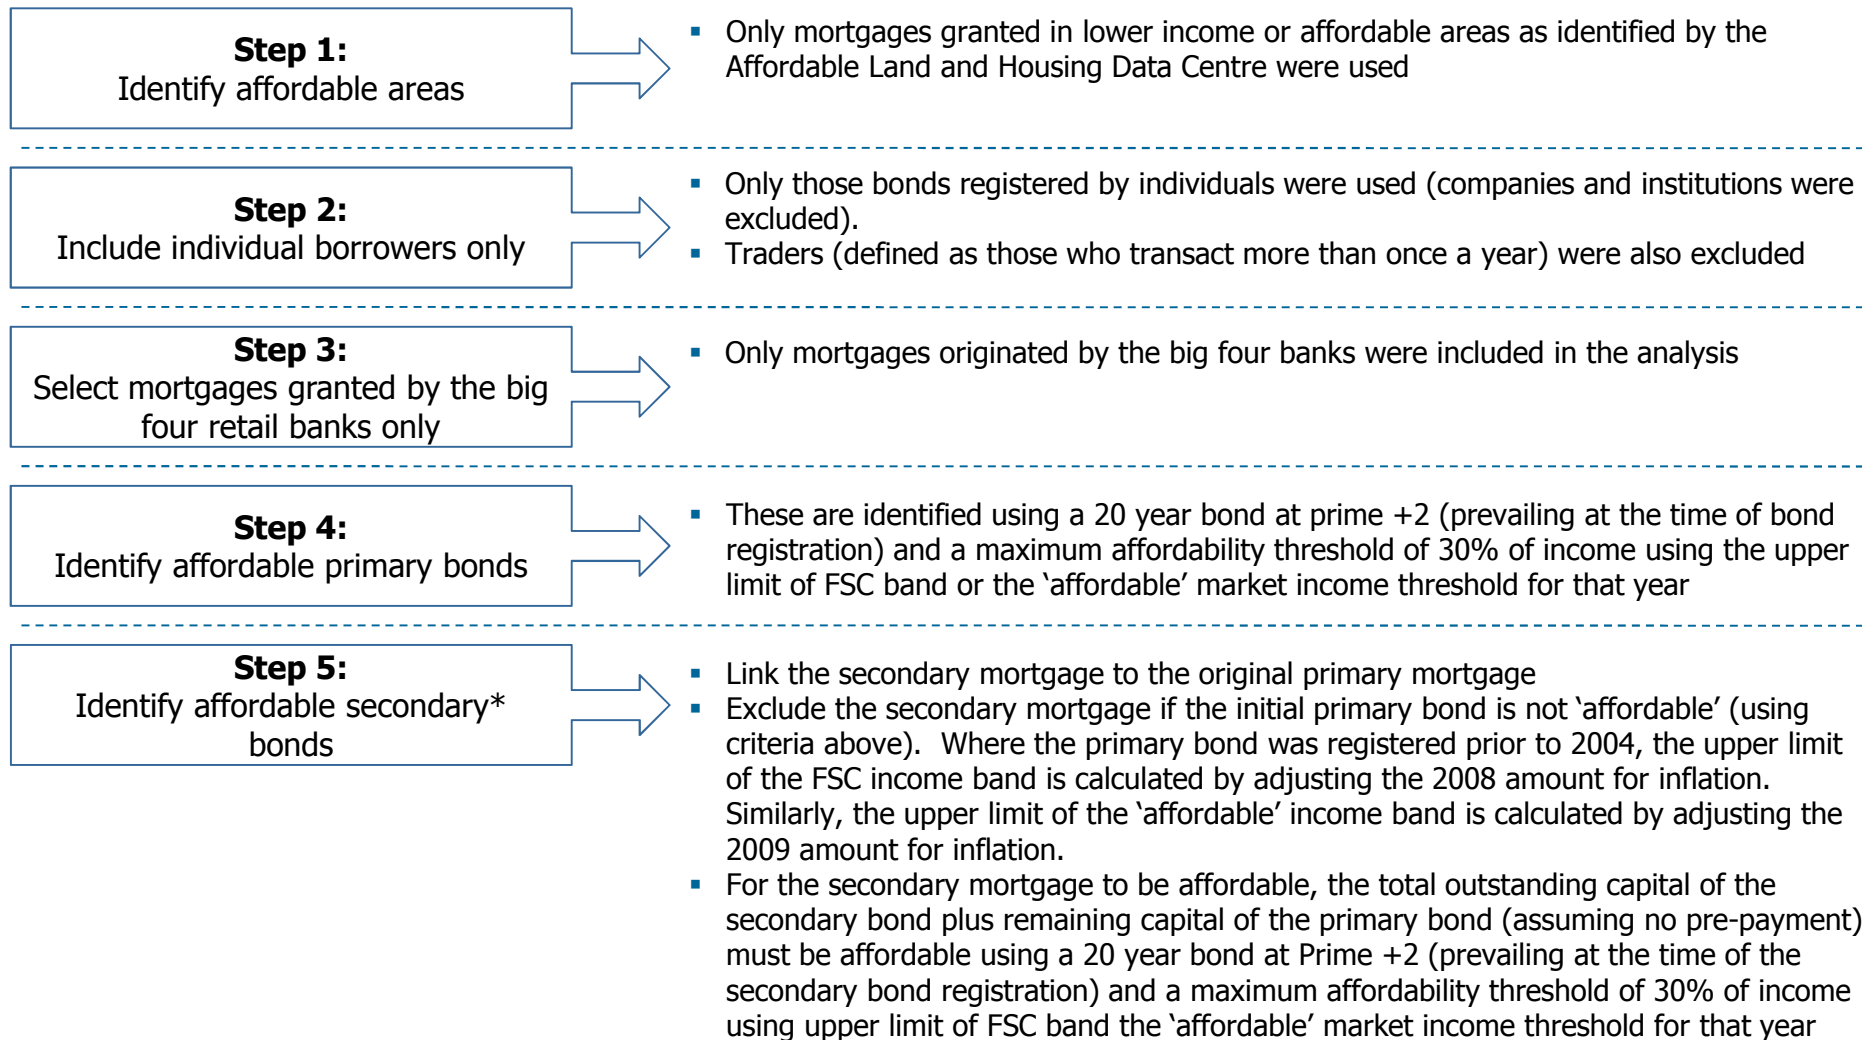 Step 1:
Identify affordable areas
▪ Only mortgages granted in lower income or affordable areas as identified by the
Affordable Land and Housing Data Centre were used
Step 2:
Include individual borrowers only
▪ Only those bonds registered by individuals were used (companies and institutions were
excluded).
▪ Traders (defined as those who transact more than once a year) were also excluded
Step 3:
Select mortgages granted by the big
four retail banks only
▪ Only mortgages originated by the big four banks were included in the analysis
Step 4:
Identify affordable primary bonds
▪ These are identified using a 20 year bond at prime +2 (prevailing at the time of bond
registration) and a maximum affordability threshold of 30% of income using the upper
limit of FSC band or the ‘affordable’ market income threshold for that year
Step 5:
Identify affordable secondary*
bonds
▪ Link the secondary mortgage to the original primary mortgage
▪ Exclude the secondary mortgage if the initial primary bond is not ‘affordable’ (using
criteria above). Where the primary bond was registered prior to 2004, the upper limit
of the FSC income band is calculated by adjusting the 2008 amount for inflation.
Similarly, the upper limit of the ‘affordable’ income band is calculated by adjusting the
2009 amount for inflation.
▪ For the secondary mortgage to be affordable, the total outstanding capital of the
secondary bond plus remaining capital of the primary bond (assuming no pre-payment)
must be affordable using a 20 year bond at Prime +2 (prevailing at the time of the
secondary bond registration) and a maximum affordability threshold of 30% of income
using upper limit of FSC band the ‘affordable’ market income threshold for that year